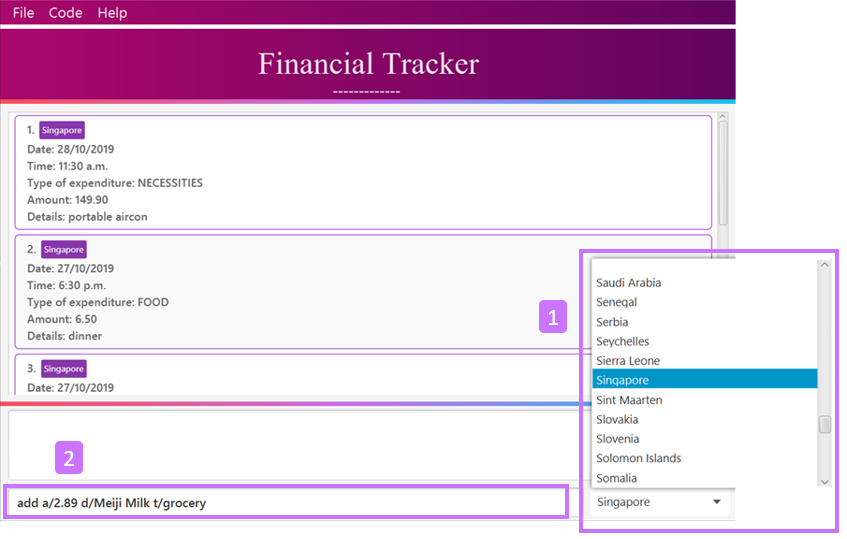 File Code Help
Financial Tracker
-------------
1. Singapore
Date: 28/10/2019
Time: 11:30 a.m.
Type of expenditure: NECESSITIES
Amount: 149.90
Details: portable aircon
2. Singapore
Date: 27/10/2019
Time: 6:30 p.m.
Type of expenditure: FOOD
Amount: 6.50
Details: dinner
3. Singapore
Date: 27/10/2019
1
Saudi Arabia
Senegal
Serbia
Seychelles
Sierra Leone
Singapore
Sint Maarten
Slovakia
Slovenia
Solomon Islands
Somalia
2
add a/2.89 d/Meiji Milk t/grocery
Singapore